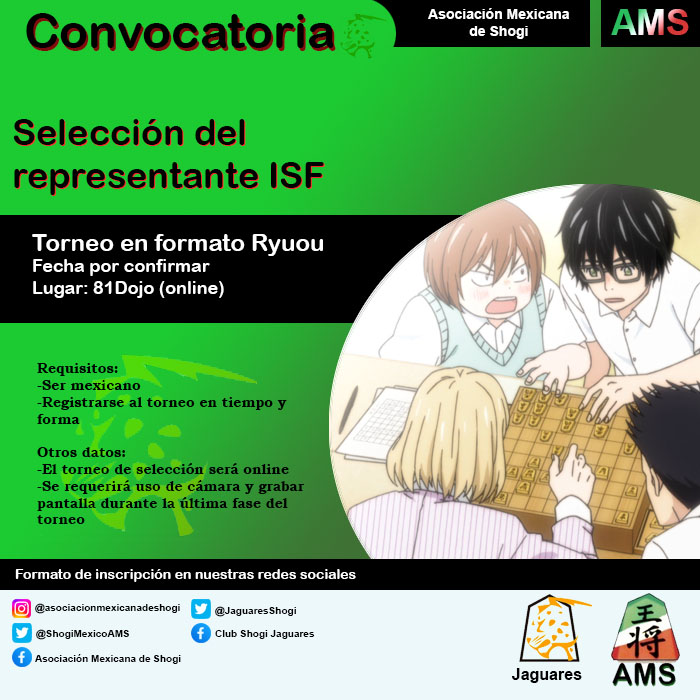 Convocatoria
Asociación Mexicana
de Shogi
AMS
Selección del
representante ISF
Torneo en formato Ryuou
Fecha por confirmar
Lugar: 81Dojo (online)
Requisitos:
-Ser mexicano
-Registrarse al torneo en tiempo y
forma
Otros datos:
-El torneo de selección será online
-Se requerirá uso de cámara y grabar
pantalla durante la última fase del
torneo
Formato de inscripción en nuestras redes sociales
@asociacionmexicanadeshogi
@ShogiMexicoAMS
Asociación Mexicana de Shogi
@JaguaresShogi
Club Shogi Jaguares
Jaguares
王
将
AMS